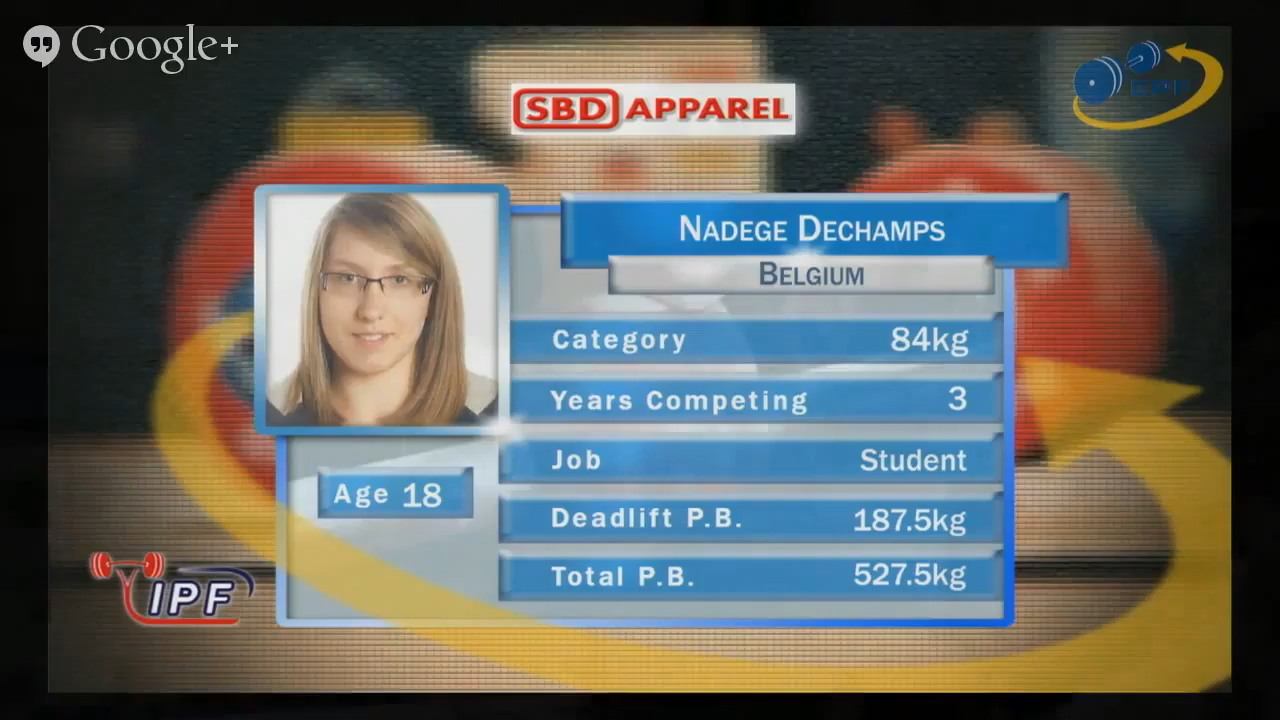 Google+
SBD APPAREL
EPF
NADEGE DECHAMPS
BELGIUM
Category 84kg
Years Competing 3
Job Student
Age 18
Deadlift P.B. 187.5kg
Total P.B. 527.5kg
IPF